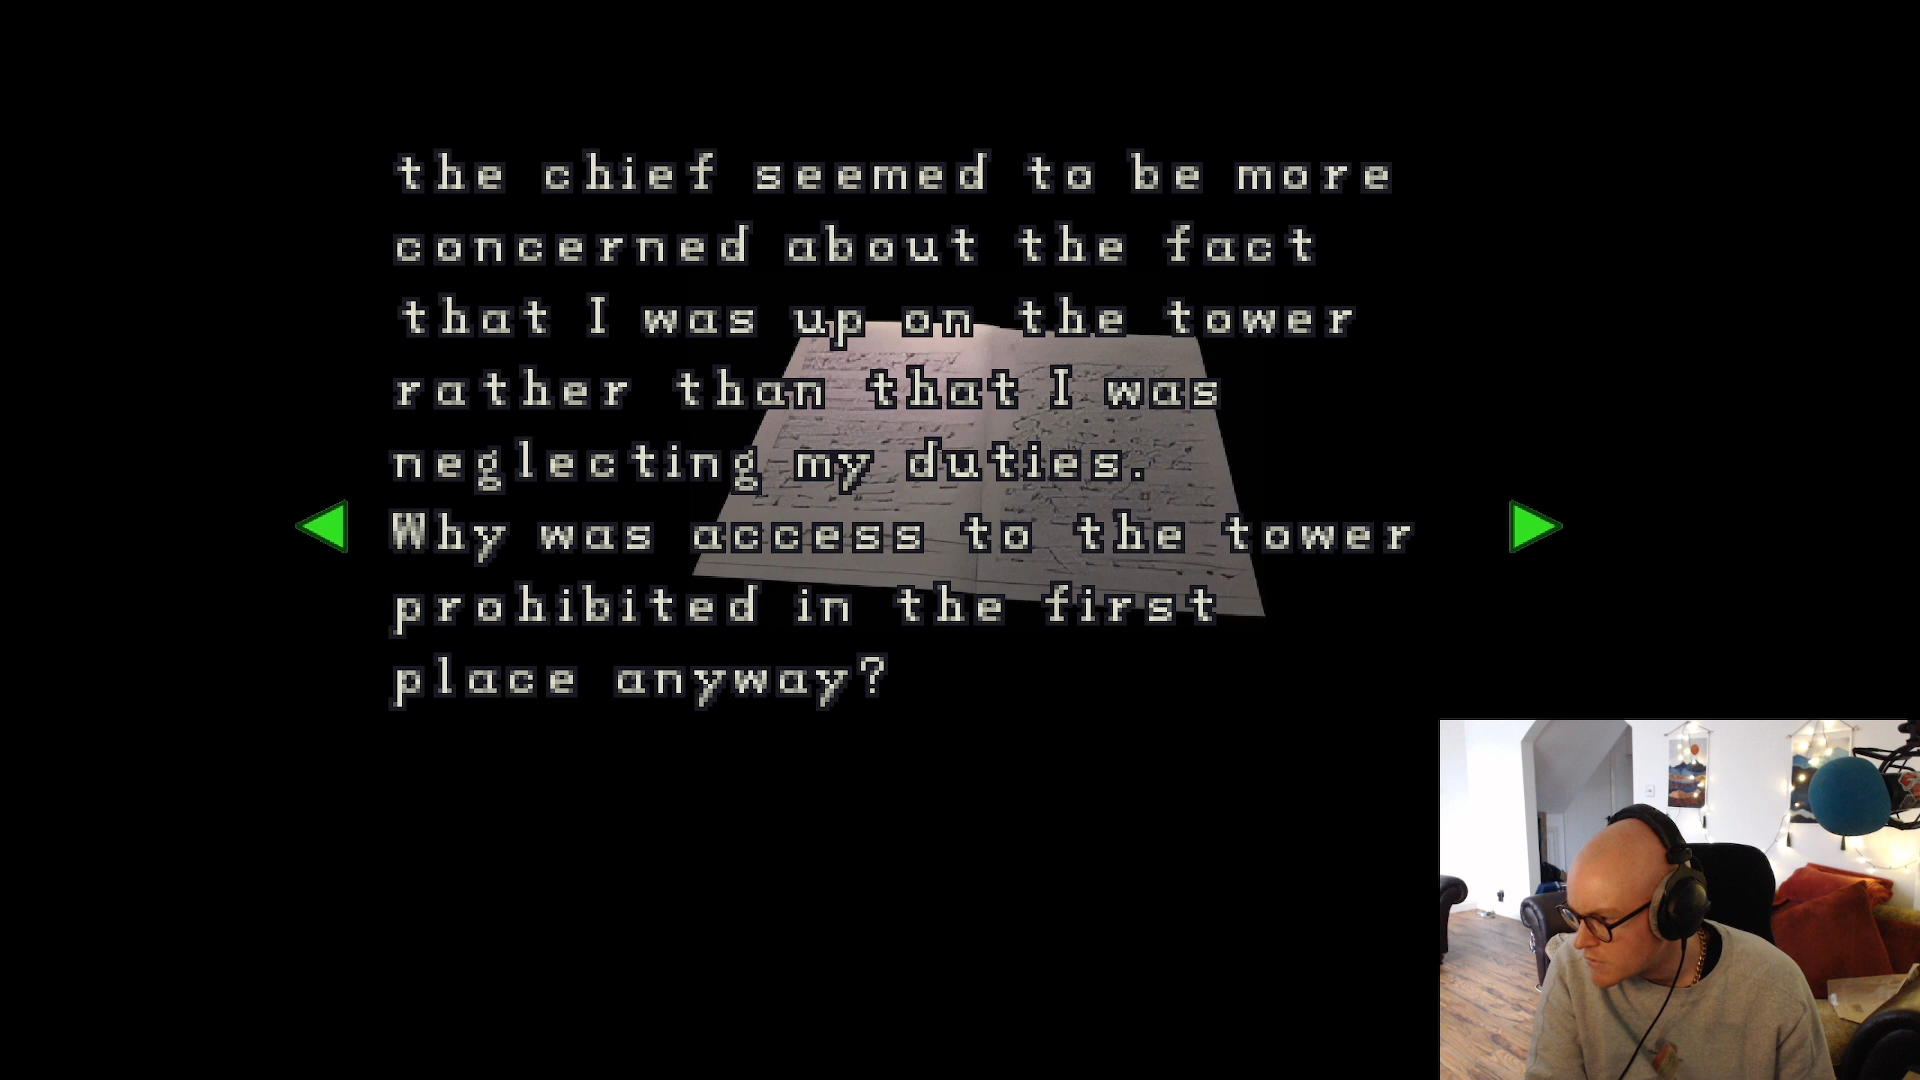 the chief seemed to be more
concerned about the fact
that I was up on the tower
rather than that I was
neglecting my duties.
Why was access to the tower
prohibited in the first
place anyway?